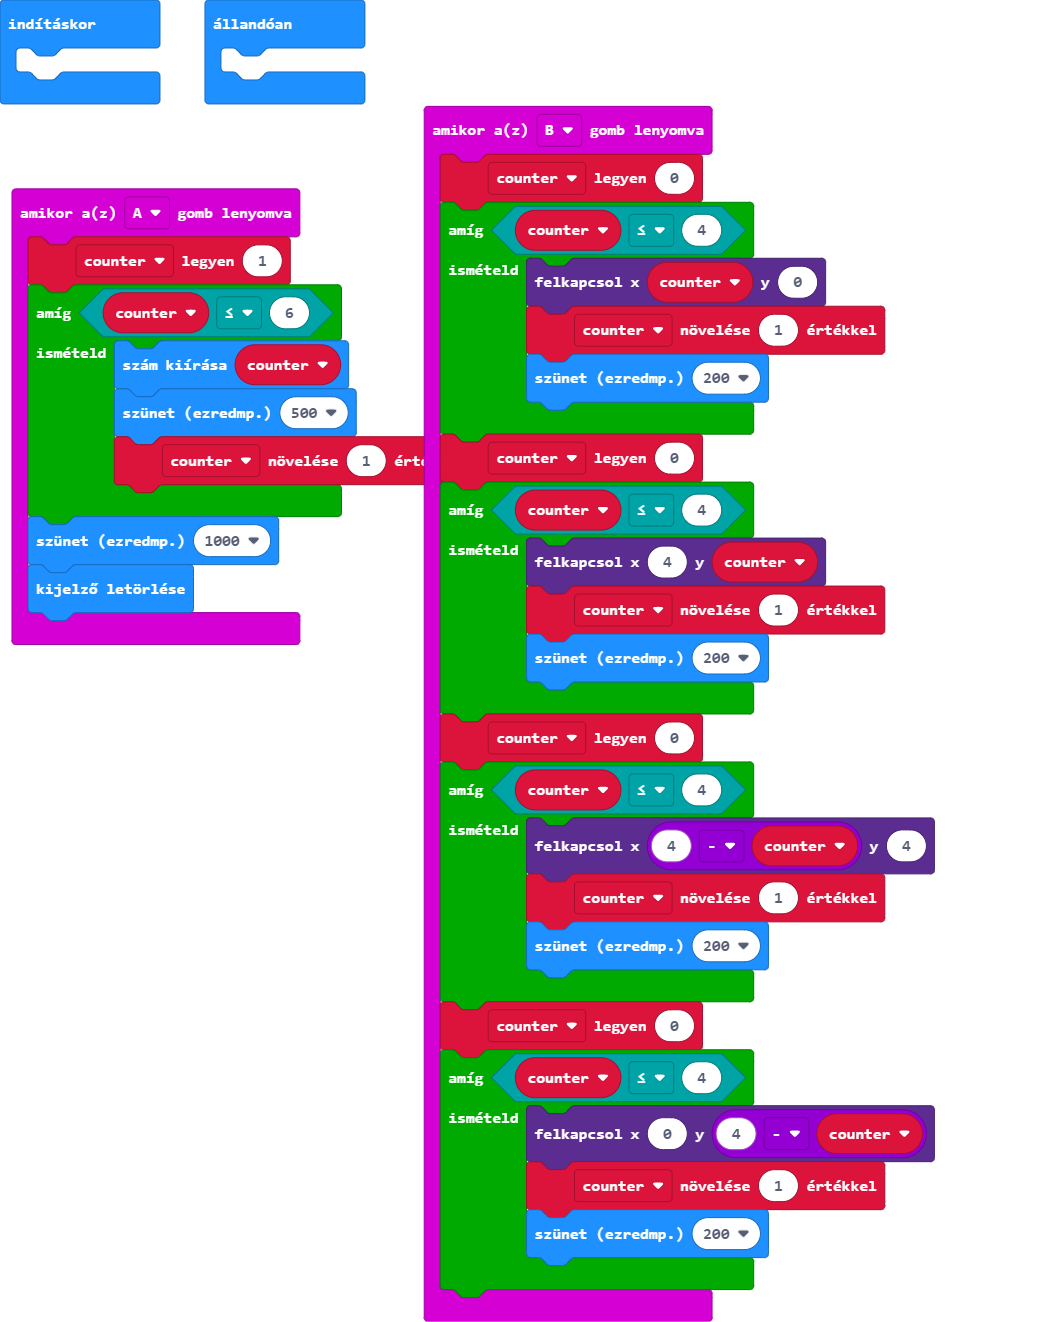 indításkor
állandóan
amikor a(z) A gomb lenyomva
counter legyen 1
amíg counter ≤ 6
ismételd
szám kiírása counter
szünet (ezredmp.) 500
counter növelése 1
szünet (ezredmp.) 1000
kijelző letörlése
amikor a(z) B gomb lenyomva
counter legyen 0
amíg counter ≤ 4
ismételd
felkapcsol x counter y 0
counter növelése 1 értékkel
szünet (ezredmp.) 200
counter legyen 0
amíg counter ≤ 4
ismételd
felkapcsol x 4 y counter
counter növelése 1 értékkel
szünet (ezredmp.) 200
counter legyen 0
amíg counter ≤ 4
ismételd
felkapcsol x 4 - counter y 4
counter növelése 1 értékkel
szünet (ezredmp.) 200
counter legyen 0
amíg counter ≤ 4
ismételd
felkapcsol x 0 y 4 - counter
counter növelése 1 értékkel
szünet (ezredmp.) 200